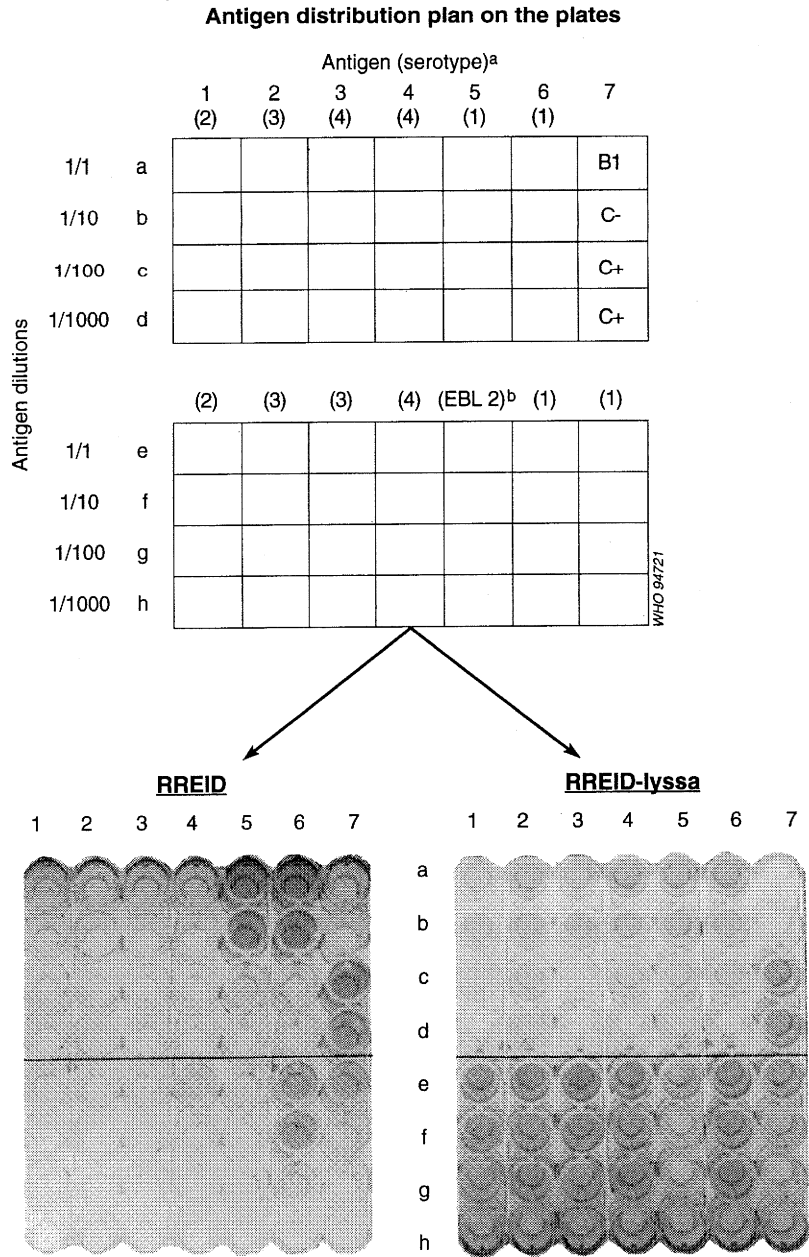 Antigen distribution plan on the plates
Antigen (serotype)a
1 2 3 4 5 6 7
(2) (3) (4) (4) (1) (1)
1/1 a B1
1/10 b C-
1/100 c C+
1/1000 d C+
Antigen dilutions
(2) (3) (3) (4) (EBL 2)b (1) (1)
1/1 e
1/10 f
1/100 g
1/1000 h
WHO 94721
RREID
RREID-lyssa
1 2 3 4 5 6 7
1 2 3 4 5 6 7
a
b
c
d
e
f
g
h